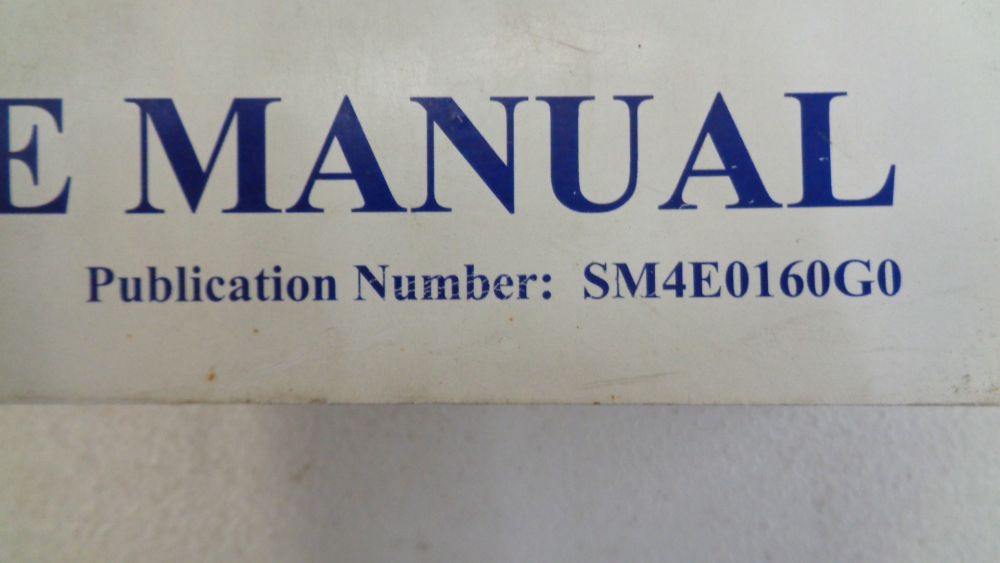 E MANUAL
Publication Number: SM4E0160G0